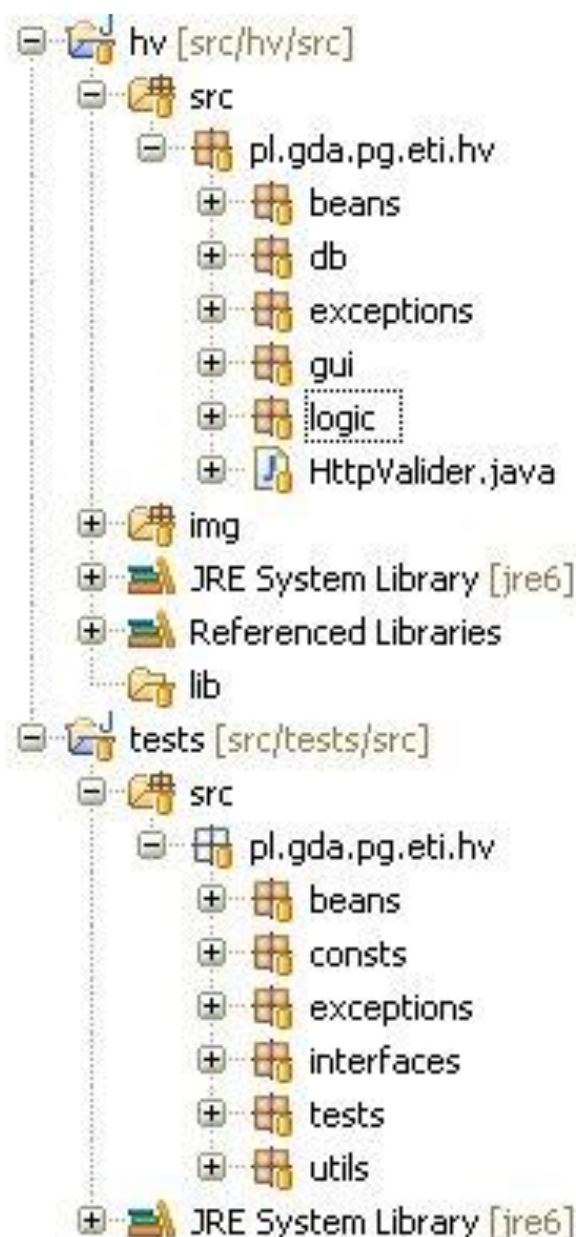 hv [src/hv/src]
src
pl.gda.pg.eti.hv
beans
db
exceptions
gui
logic
HttpValider.java
img
JRE System Library [jre6]
Referenced Libraries
lib
tests [src/tests/src]
src
pl.gda.pg.eti.hv
beans
consts
exceptions
interfaces
tests
utils
JRE System Library [jre6]